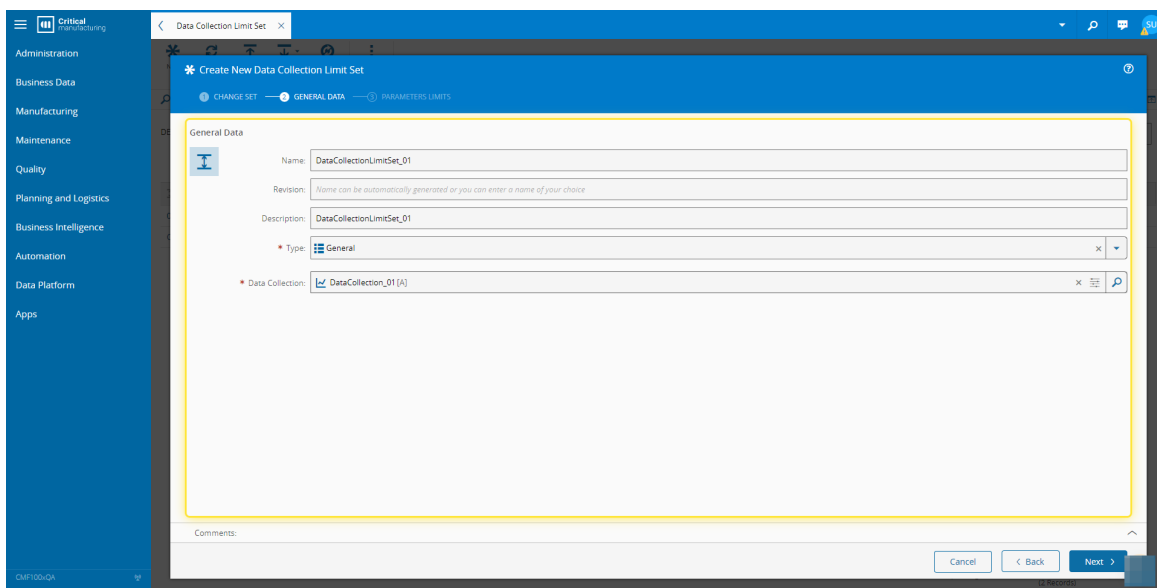 Critical manufacturing
Data Collection Limit Set
SU
Administration
Business Data
Manufacturing
Maintenance
Quality
Planning and Logistics
Business Intelligence
Automation
Data Platform
Apps
CMF100xQA
Create New Data Collection Limit Set
1 CHANGE SET 2 GENERAL DATA 3 PARAMETERS LIMITS
General Data
Name: DataCollectionLimitSet_01
Revision: Name can be automatically generated or you can enter a name of your choice
Description: DataCollectionLimitSet_01
* Type: General
* Data Collection: DataCollection_01 [A]
Comments:
Cancel Back Next
(2 Records)